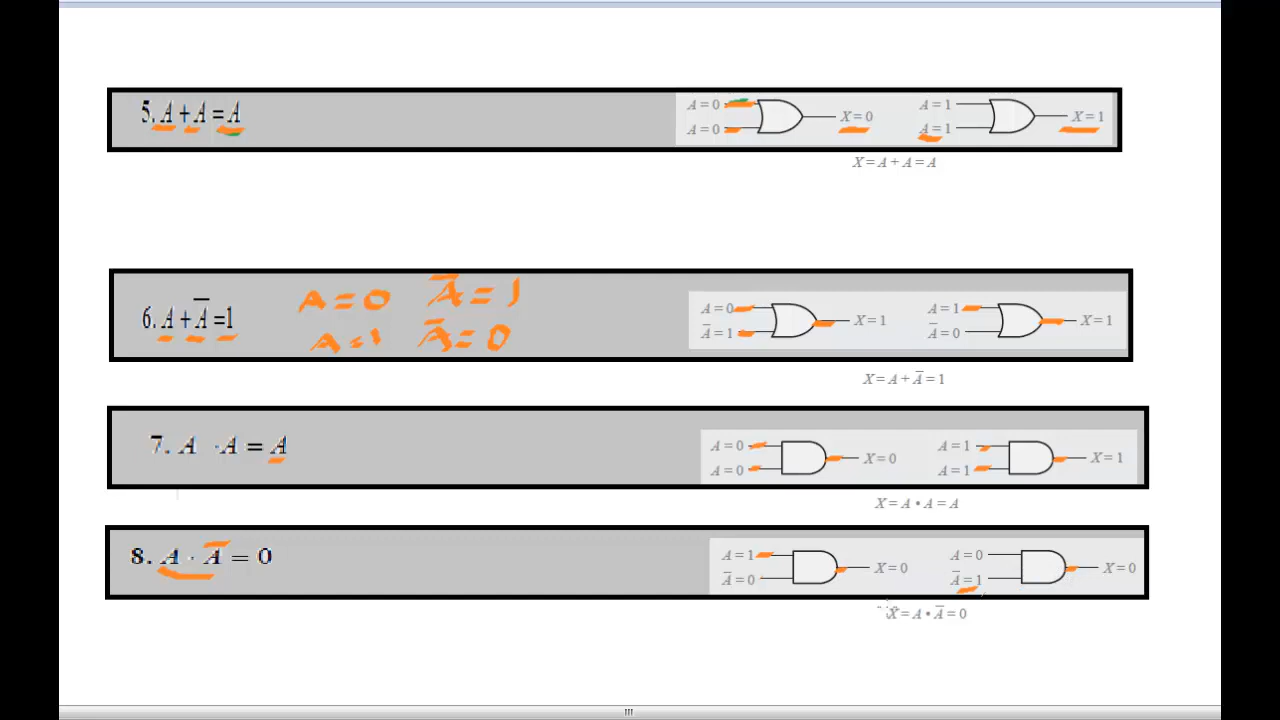 5. A + A = A
A = 0 X = 0 A = 1 X = 1
A = 0 A = 1
X = A + A = A
6. A + A̅ =1
A = 0 A̅ = 1
A = 1 A̅ = 0
A = 0 X = 1 A = 1 X = 1
A̅ = 1 A̅ = 0
X = A + A̅ = 1
7. A · A = A
A = 0 X = 0 A = 1 X = 1
A = 0 A = 1
X = A • A = A
8. A · A̅ = 0
A = 1 X = 0 A = 0 X = 0
A̅ = 0 A̅ = 1
X = A • A̅ = 0